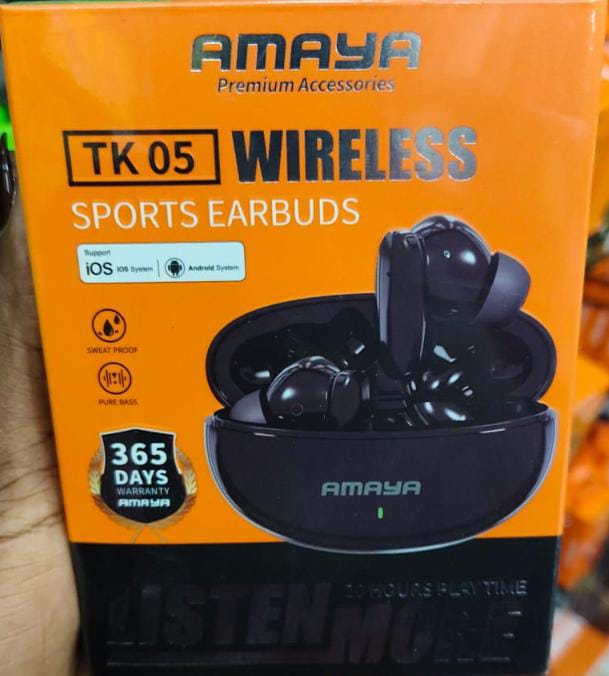 AMAYA
Premium Accessories
TK 05 WIRELESS
SPORTS EARBUDS
Support
iOS iOS System Android System
SWEAT PROOF
PURE BASS
365
DAYS
WARRANTY
AMAYA
AMAYA
HOURS PLAY TIME
LISTEN
MORE